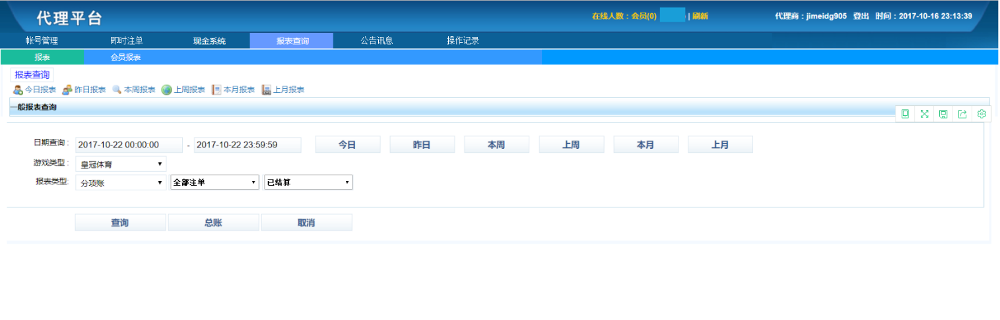 代理平台 在线人数：会员(0) | 刷新 代理商：jimeidg905 登出 时间：2017-10-16 23:13:39
帐号管理 即时注单 现金系统 报表查询 公告讯息 操作记录
报表 会员报表
报表查询
今日报表 昨日报表 本周报表 上周报表 本月报表 上月报表
一般报表查询
日期查询： 2017-10-22 00:00:00 - 2017-10-22 23:59:59 今日 昨日 本周 上周 本月 上月
游戏类型： 皇冠体育
报表类型: 分项账 全部注单 已结算
查询 总账 取消